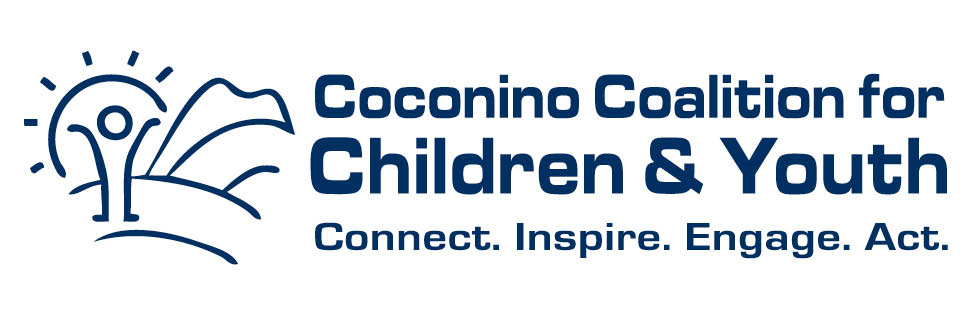 Coconino Coalition for
Children & Youth
Connect. Inspire. Engage. Act.